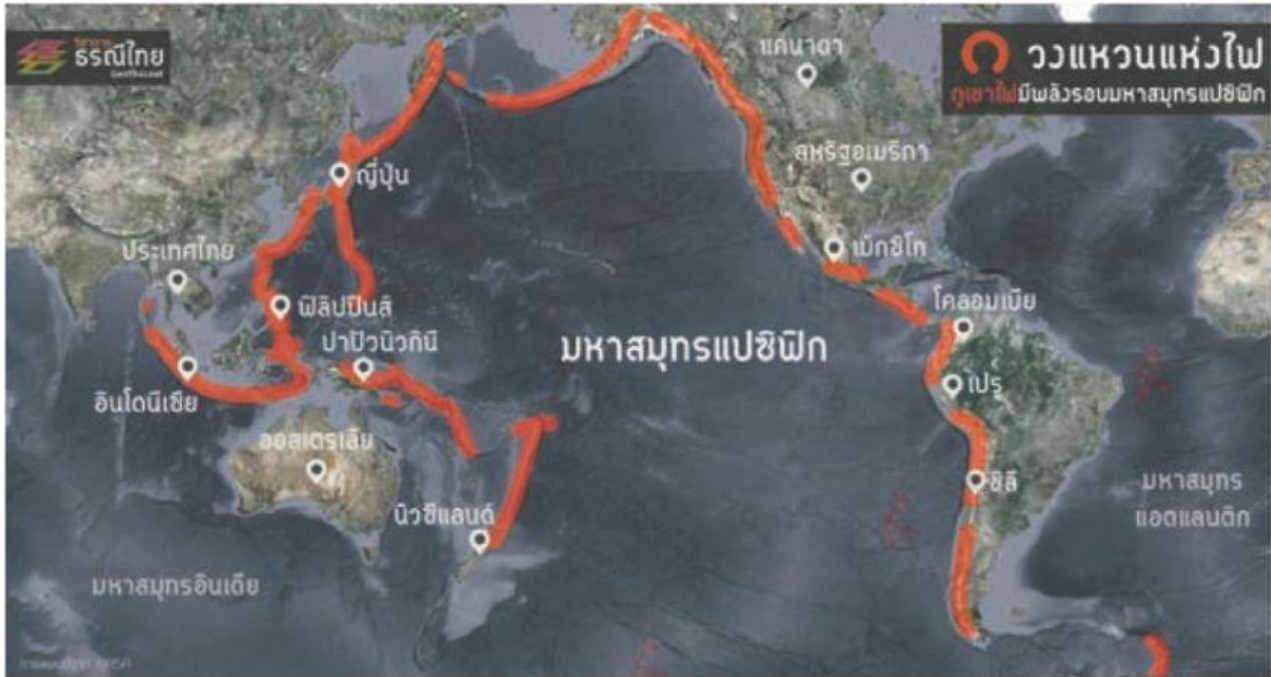 ธรณีไทย
GeoThai.net
วงแหวนแห่งไฟ
ภูเขาไฟมีพลังรอบมหาสมุทรแปซิฟิก
แคนาดา
สหรัฐอเมริกา
ญี่ปุ่น
ประเทศไทย
เม็กซิโก
ฟิลิปปินส์
โคลอมเบีย
ปาปัวนิวกินี
มหาสมุทรแปซิฟิก
เปรู
อินโดนีเซีย
ออสเตรเลีย
ชิลี
มหาสมุทร
แอตแลนติก
นิวซีแลนด์
มหาสมุทรอินเดีย